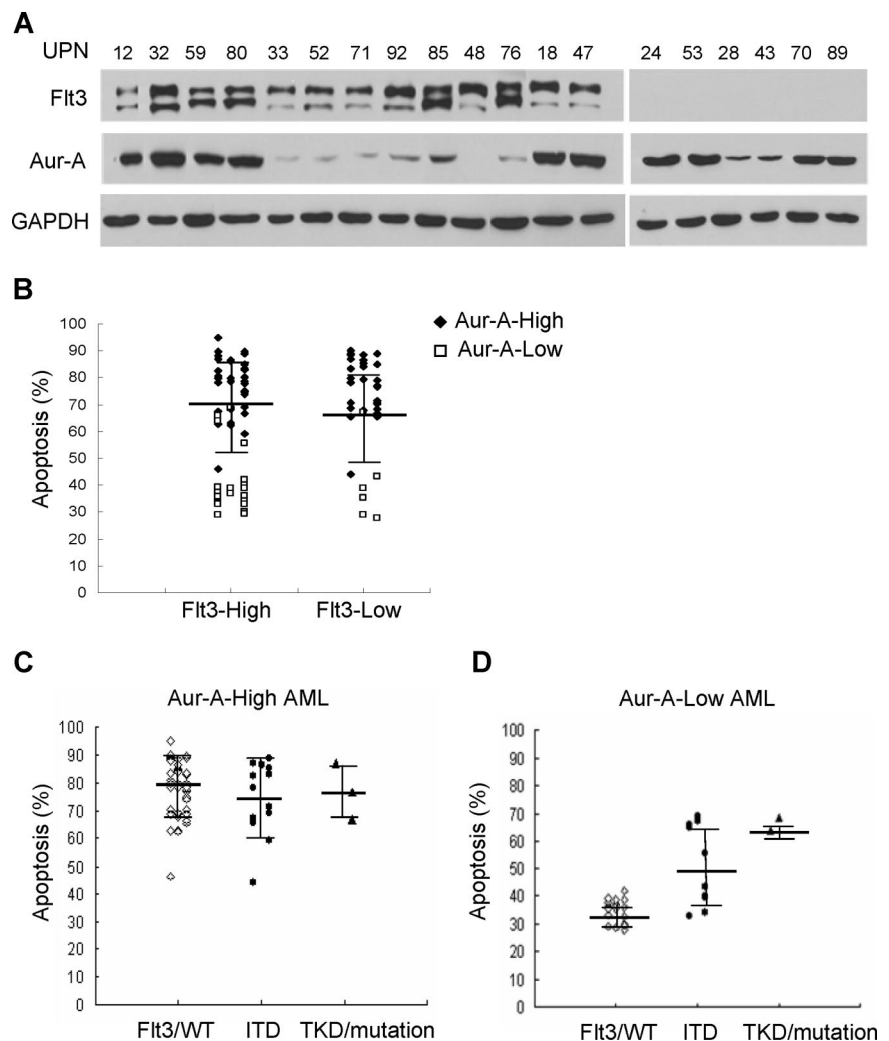 A
UPN 12 32 59 80 33 52 71 92 85 48 76 18 47 24 53 28 43 70 89
Flt3
Aur-A
GAPDH
B
Aur-A-High
Aur-A-Low
Apoptosis (%)
100
90
80
70
60
50
40
30
20
10
0
Flt3-High Flt3-Low
C
Aur-A-High AML
Apoptosis (%)
100
90
80
70
60
50
40
30
20
10
0
Flt3/WT ITD TKD/mutation
D
Aur-A-Low AML
Apoptosis (%)
100
90
80
70
60
50
40
30
20
10
0
Flt3/WT ITD TKD/mutation